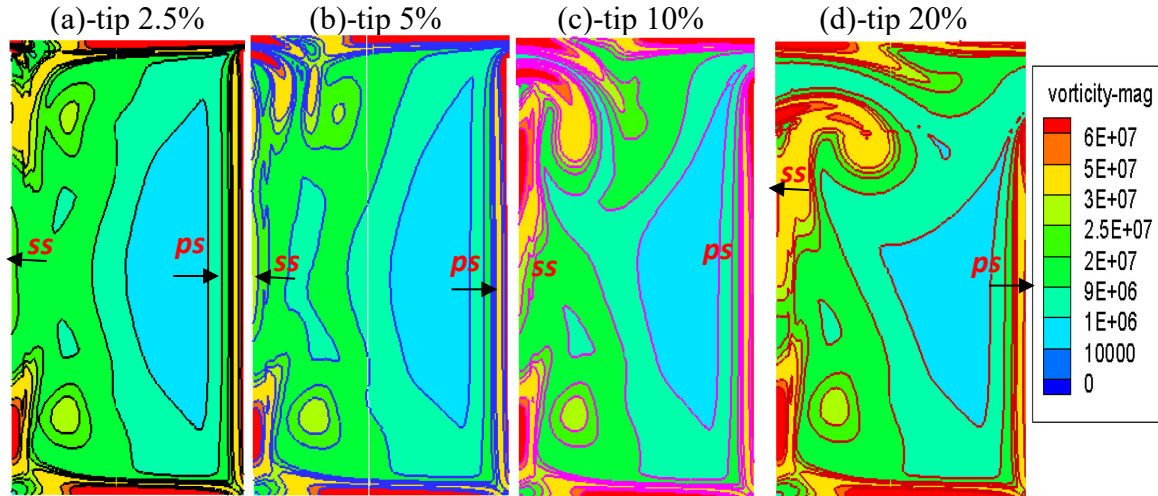 (a)-tip 2.5% (b)-tip 5% (c)-tip 10% (d)-tip 20%
vorticity-mag
6E+07
5E+07
3E+07
2.5E+07
2E+07
9E+06
1E+06
10000
0
ss ps
ss ps
ss ps
ss ps